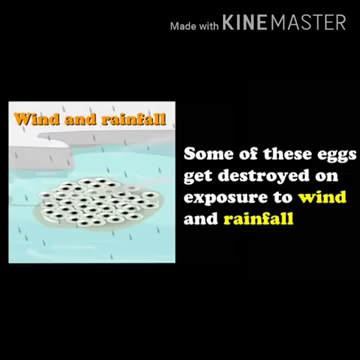 Made with KINEMASTER
Wind and rainfall
Some of these eggs
get destroyed on
exposure to wind
and rainfall